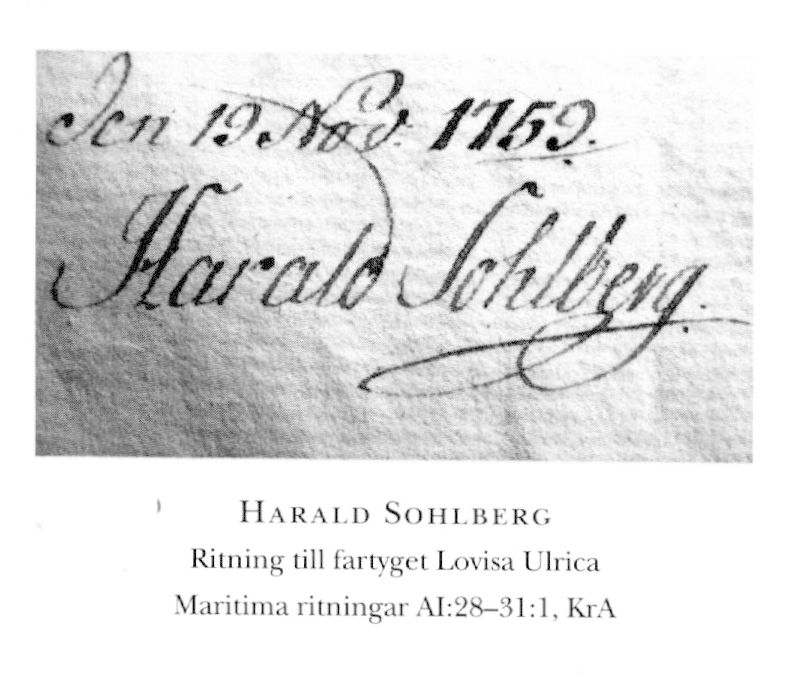 Den 19 Nov. 1759.
Harald Sohlberg.
HARALD SOHLBERG
Ritning till fartyget Lovisa Ulrica
Maritima ritningar AI:28–31:1, KrA